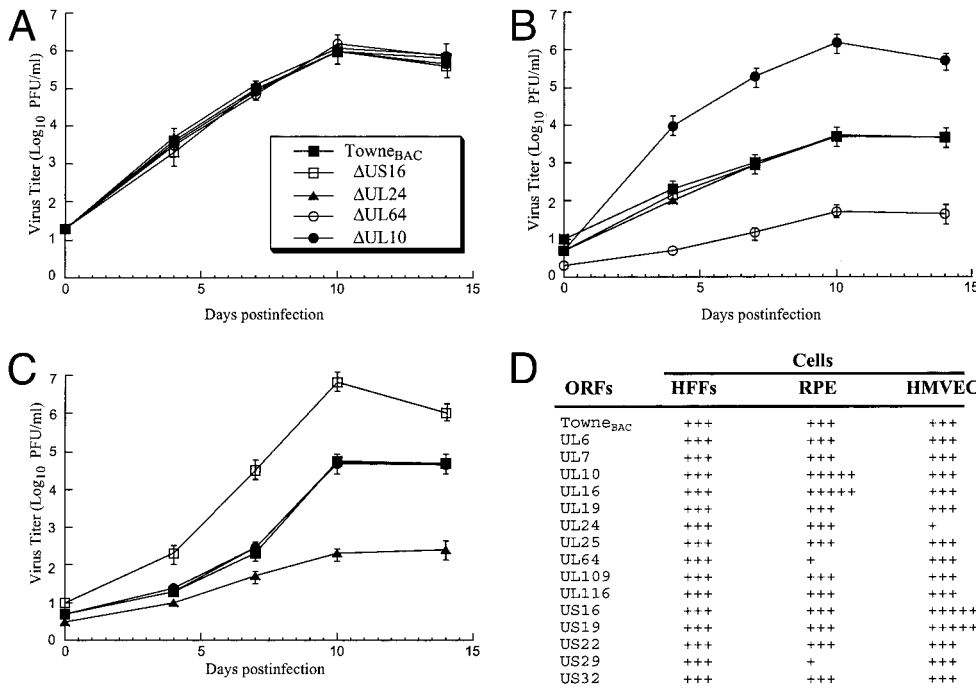 A
7
6
5
4
3
2
1
0
Virus Titer (Log10 PFU/ml)
0 5 10 15
Days postinfection
TowneBAC
ΔUS16
ΔUL24
ΔUL64
ΔUL10
B
7
6
5
4
3
2
1
0
Virus Titer (Log10 PFU/ml)
0 5 10 15
Days postinfection
C
7
6
5
4
3
2
1
0
Virus Titer (Log10 PFU/ml)
0 5 10 15
Days postinfection
D
Cells
ORFs HFFs RPE HMVEC
TowneBAC +++ +++ +++
UL6 +++ +++ +++
UL7 +++ +++ +++
UL10 +++ +++++ +++
UL16 +++ +++++ +++
UL19 +++ +++ +++
UL24 +++ +++ +
UL25 +++ +++ +++
UL64 +++ + +++
UL109 +++ +++ +++
UL116 +++ +++ +++
US16 +++ +++ +++++
US19 +++ +++ +++++
US22 +++ +++ +++
US29 +++ + +++
US32 +++ +++ +++